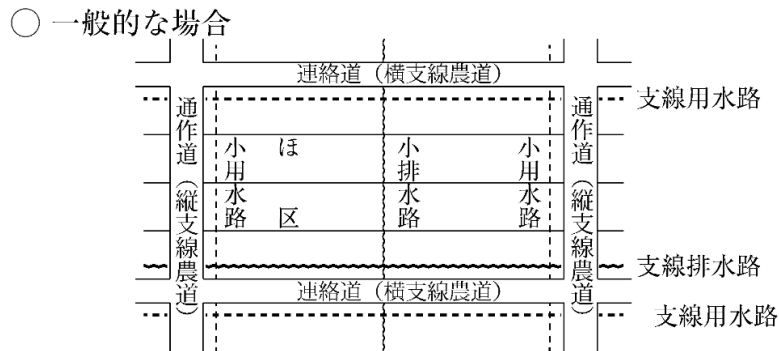 ○ 一般的な場合
連絡道（横支線農道）
支線用水路
通作道（縦支線農道）
小用水路
ほ区
小排水路
小用水路
通作道（縦支線農道）
支線排水路
連絡道（横支線農道）
支線用水路